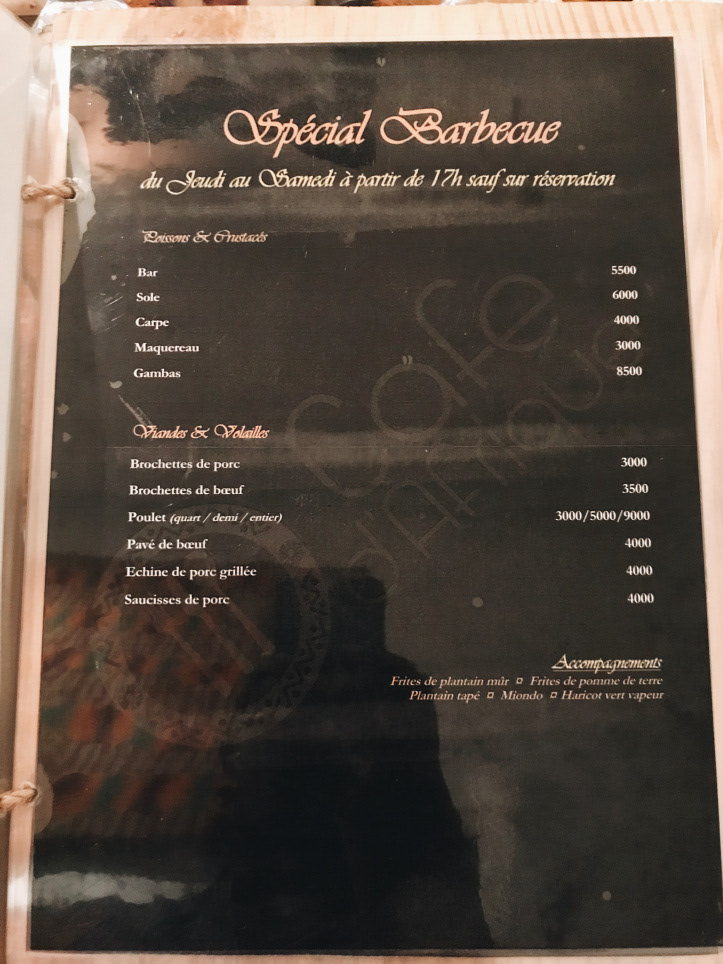 Spécial Barbecue
du Jeudi au Samedi à partir de 17h sauf sur réservation
Poissons & Crustacés
Bar 5500
Sole 6000
Carpe 4000
Maquereau 3000
Gambas 8500
Viandes & Volailles
Brochettes de porc 3000
Brochettes de bœuf 3500
Poulet (quart / demi / entier) 3000/5000/9000
Pavé de bœuf 4000
Echine de porc grillée 4000
Saucisses de porc 4000
Accompagnements
Frites de plantain mûr ¤ Frites de pomme de terre
Plantain tapé ¤ Miondo ¤ Haricot vert vapeur
café